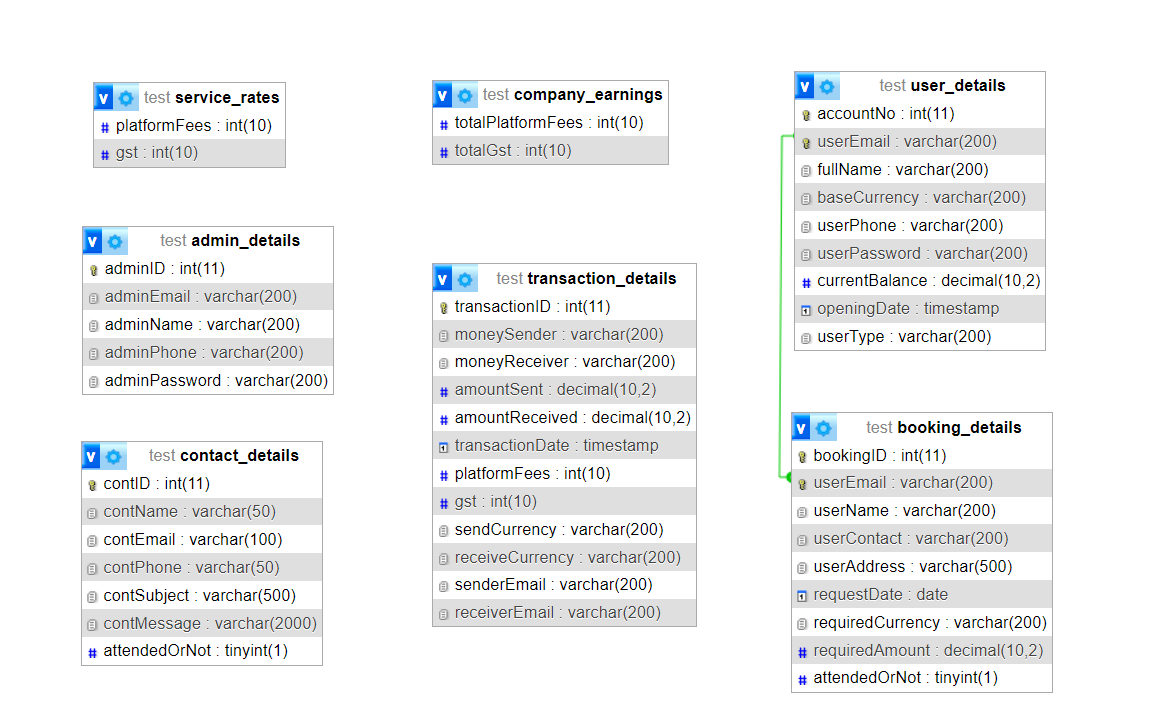 v test service_rates
# platformFees : int(10)
# gst : int(10)
v test company_earnings
# totalPlatformFees : int(10)
# totalGst : int(10)
v test user_details
accountNo : int(11)
userEmail : varchar(200)
fullName : varchar(200)
baseCurrency : varchar(200)
userPhone : varchar(200)
userPassword : varchar(200)
# currentBalance : decimal(10,2)
openingDate : timestamp
userType : varchar(200)
v test admin_details
adminID : int(11)
adminEmail : varchar(200)
adminName : varchar(200)
adminPhone : varchar(200)
adminPassword : varchar(200)
v test transaction_details
transactionID : int(11)
moneySender : varchar(200)
moneyReceiver : varchar(200)
# amountSent : decimal(10,2)
# amountReceived : decimal(10,2)
transactionDate : timestamp
# platformFees : int(10)
# gst : int(10)
sendCurrency : varchar(200)
receiveCurrency : varchar(200)
senderEmail : varchar(200)
receiverEmail : varchar(200)
v test contact_details
contID : int(11)
contName : varchar(50)
contEmail : varchar(100)
contPhone : varchar(50)
contSubject : varchar(500)
contMessage : varchar(2000)
# attendedOrNot : tinyint(1)
v test booking_details
bookingID : int(11)
userEmail : varchar(200)
userName : varchar(200)
userContact : varchar(200)
userAddress : varchar(500)
requestDate : date
requiredCurrency : varchar(200)
# requiredAmount : decimal(10,2)
# attendedOrNot : tinyint(1)